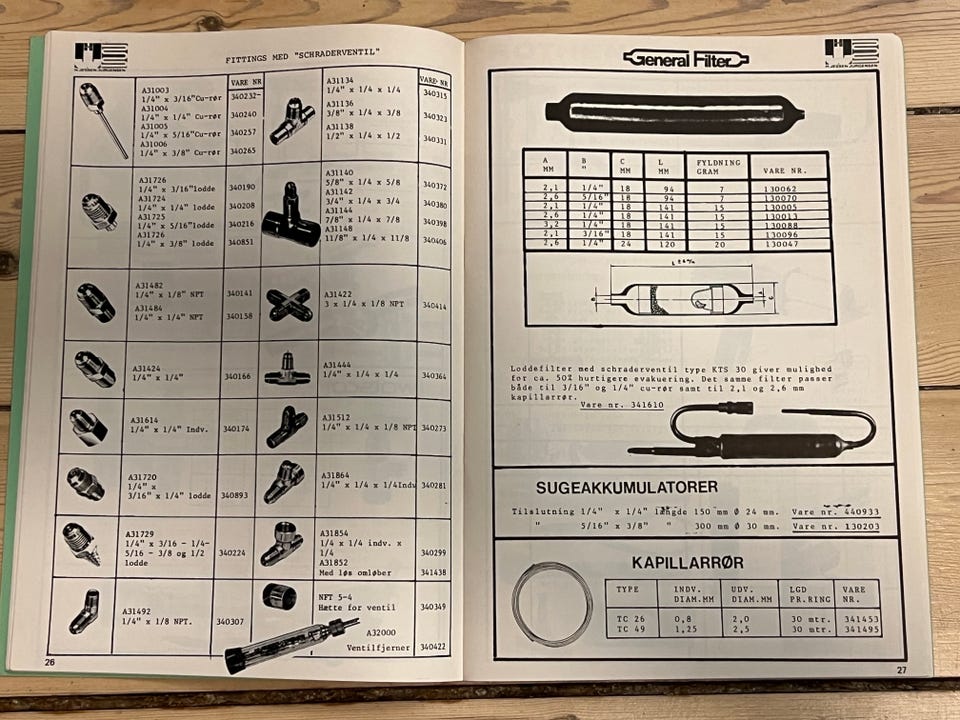 FITTINGS MED "SCHRADERVENTIL"
VARE NR
A31003
1/4" x 3/16"Cu-rør 340232
A31004
1/4" x 1/4" Cu-rør 340240
A31005
1/4" x 5/16"Cu-rør 340257
A31006
1/4" x 3/8" Cu-rør 340265
A31726
1/4" x 3/16"lodde 340190
A31724
1/4" x 1/4" lodde 340208
A31725
1/4" x 5/16"lodde 340216
A31726
1/4" x 3/8" lodde 340851
A31482
1/4" x 1/8" NPT 340141
A31484
1/4" x 1/4" NPT 340158
A31424
1/4" x 1/4" 340166
A31614
1/4" x 1/4" Indv. 340174
A31720
1/4" x
3/16" x 1/4" lodde 340893
A31729
1/4" x 3/16 - 1/4-
5/16 - 3/8 og 1/2 340224
lodde
A31492
1/4" x 1/8 NPT. 340307
VARE NR
A31134
1/4" x 1/4 x 1/4 340315
A31136
3/8" x 1/4 x 3/8 340323
A31138
1/2" x 1/4 x 1/2 340331
A31140
5/8" x 1/4 x 5/8 340372
A31142
3/4" x 1/4 x 3/4 340380
A31144
7/8" x 1/4 x 7/8 340398
A31148
11/8" x 1/4 x 11/8 340406
A31422
3 x 1/4 x 1/8 NPT 340414
A31444
1/4" x 1/4 x 1/4 340364
A31512
1/4" x 1/4 x 1/8 NPT 340273
A31864
1/4" x 1/4 x 1/4Indv 340281
A31854
1/4 x 1/4 indv. x
1/4 340299
A31852
Med løs omløber 341438
NFT 5-4
Hætte for ventil 340349
A32000
Ventilfjerner 340422
26
General Filter
A B C L FYLDNING VARE NR.
MM " MM MM GRAM
2,1 1/4" 18 94 7 130062
2,6 5/16" 18 94 7 130070
2,1 1/4" 18 141 15 130005
2,6 1/4" 18 141 15 130013
3,2 1/4" 18 141 15 130088
2,1 3/16" 18 141 15 130096
2,6 1/4" 24 120 20 130047
Loddefilter med schraderventil type KTS 30 giver mulighed
for ca. 50% hurtigere evakuering. Det samme filter passer
både til 3/16" og 1/4" cu-rør samt til 2,1 og 2,6 mm
kapillarrør.
Vare nr. 341610
SUGEAKKUMULATORER
Tilslutning 1/4" x 1/4" længde 150 mm Ø 24 mm. Vare nr. 440933
" 5/16" x 3/8" " 300 mm Ø 30 mm. Vare nr. 130203
KAPILLARRØR
TYPE INDV. UDV. LGD VARE
DIAM.MM DIAM.MM PR.RING NR.
TC 26 0,8 2,0 30 mtr. 341453
TC 49 1,25 2,5 30 mtr. 341495
27